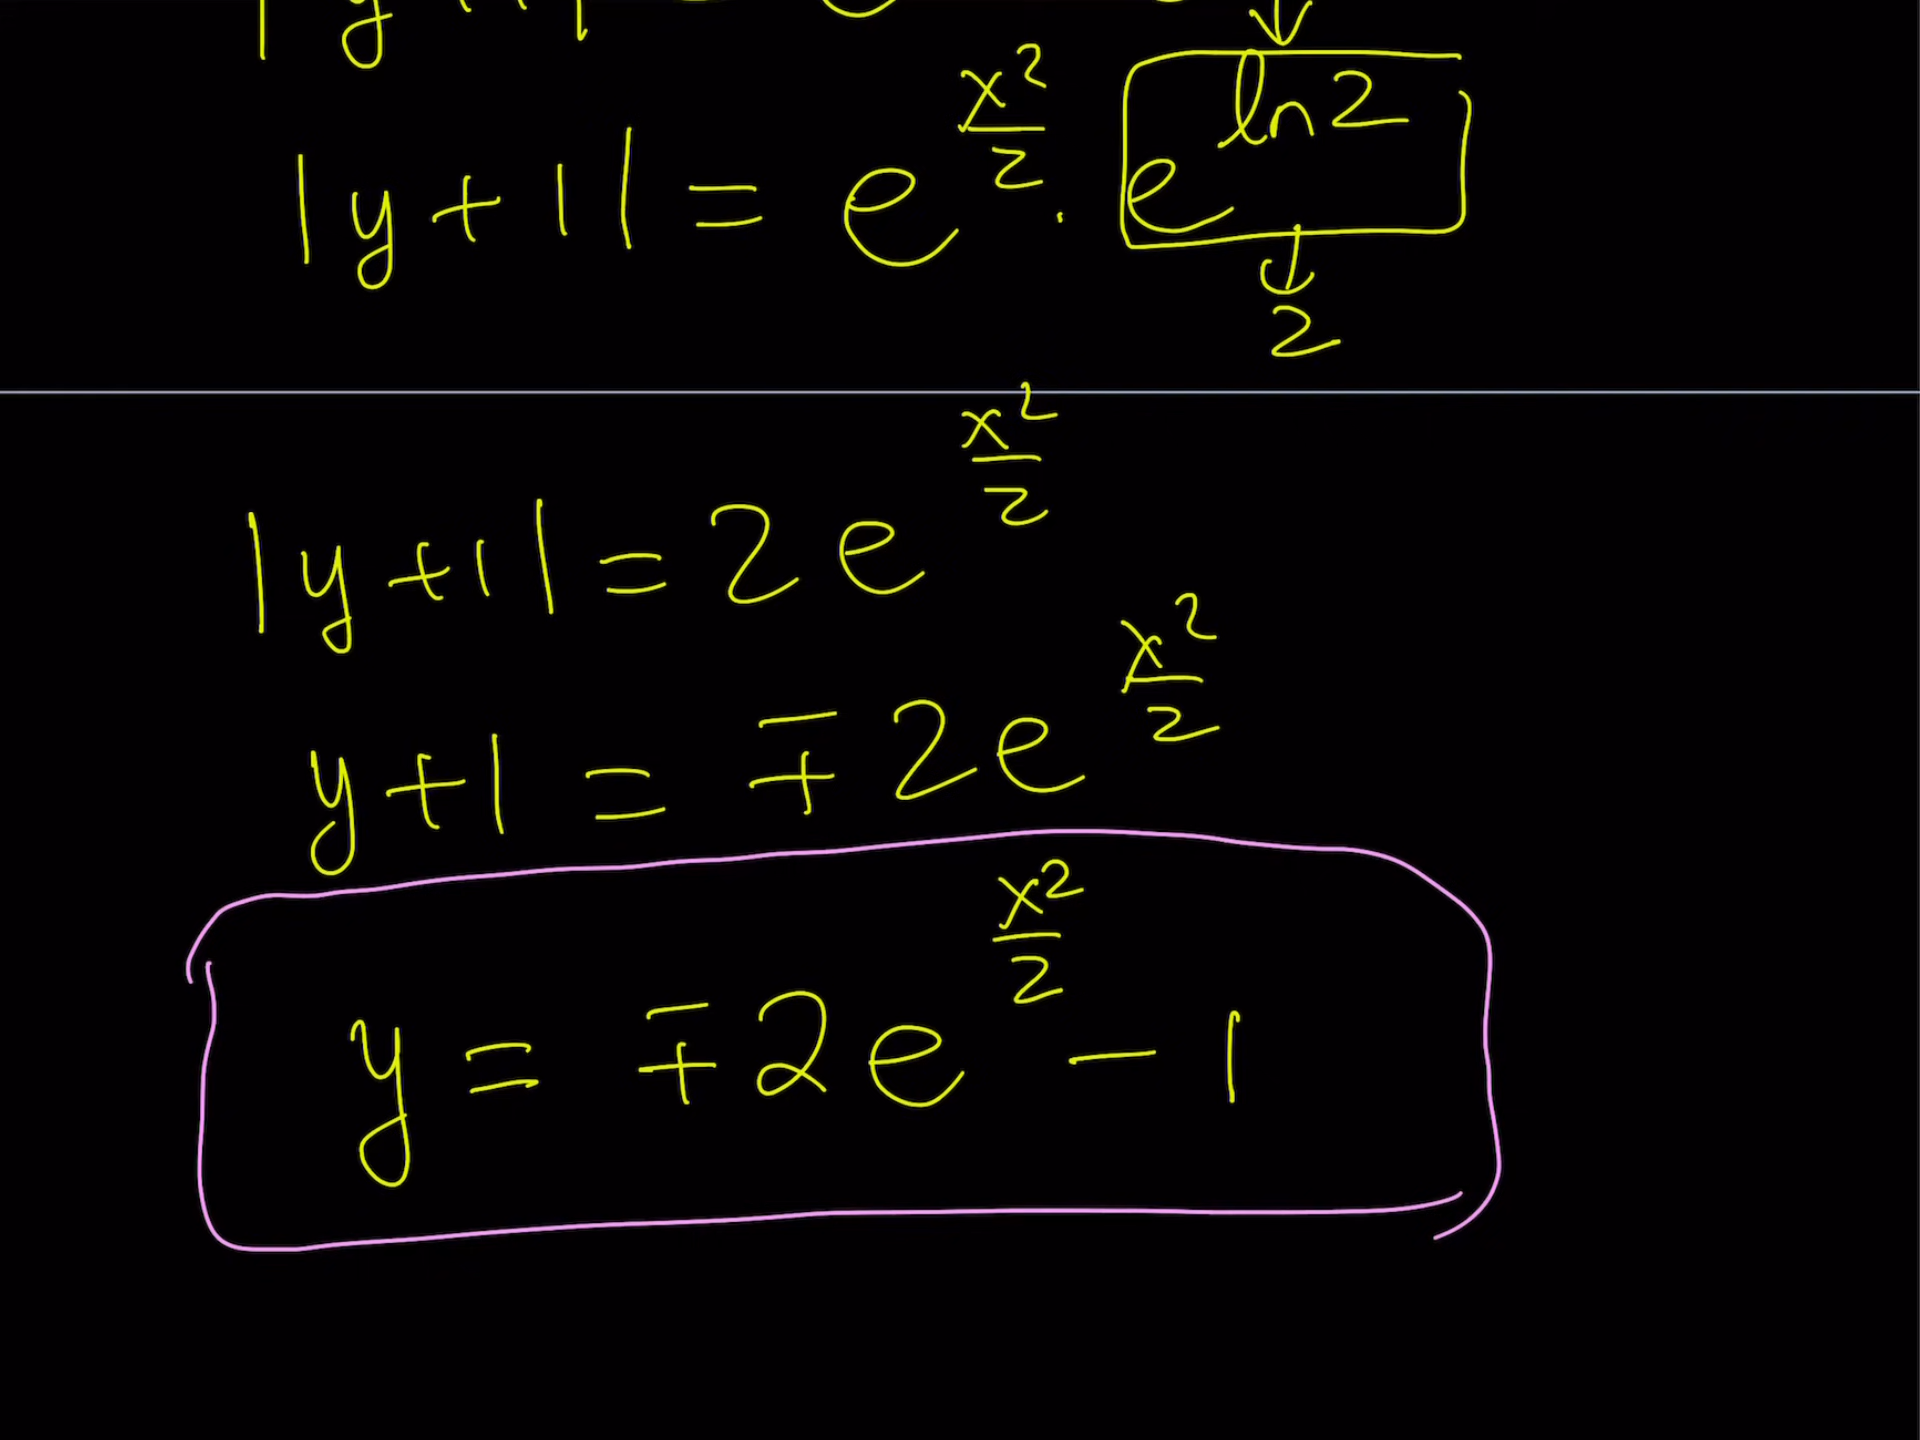 |y+1| = e^(x²/2) · e^(ln2)
2
|y+1| = 2e^(x²/2)
y+1 = ∓2e^(x²/2)
y = ∓2e^(x²/2) − 1